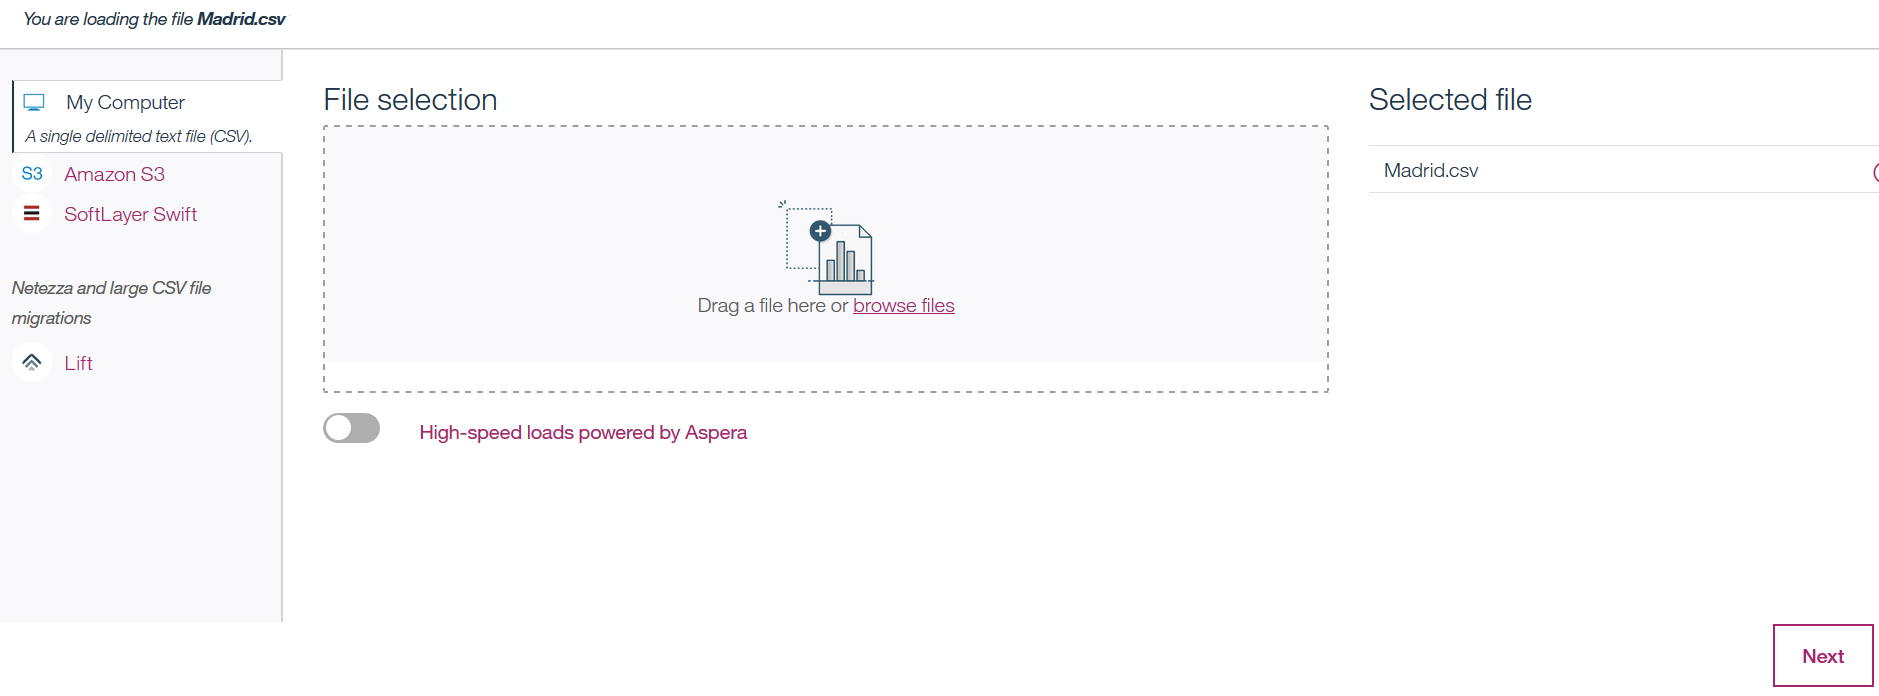 You are loading the file Madrid.csv
My Computer
A single delimited text file (CSV).
S3 Amazon S3
SoftLayer Swift
Netezza and large CSV file
migrations
Lift
File selection
Drag a file here or browse files
High-speed loads powered by Aspera
Selected file
Madrid.csv
Next